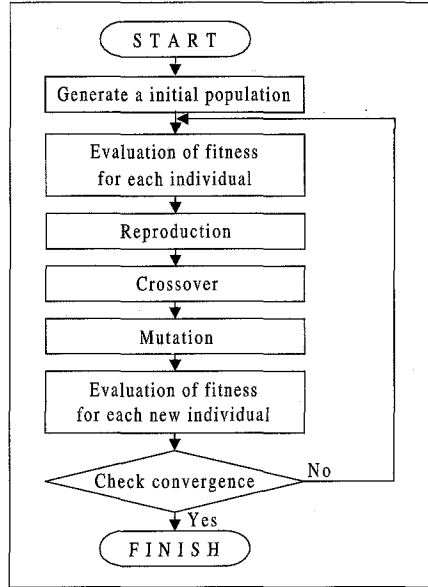 START
Generate a initial population
Evaluation of fitness
for each individual
Reproduction
Crossover
Mutation
Evaluation of fitness
for each new individual
Check convergence
No
Yes
FINISH